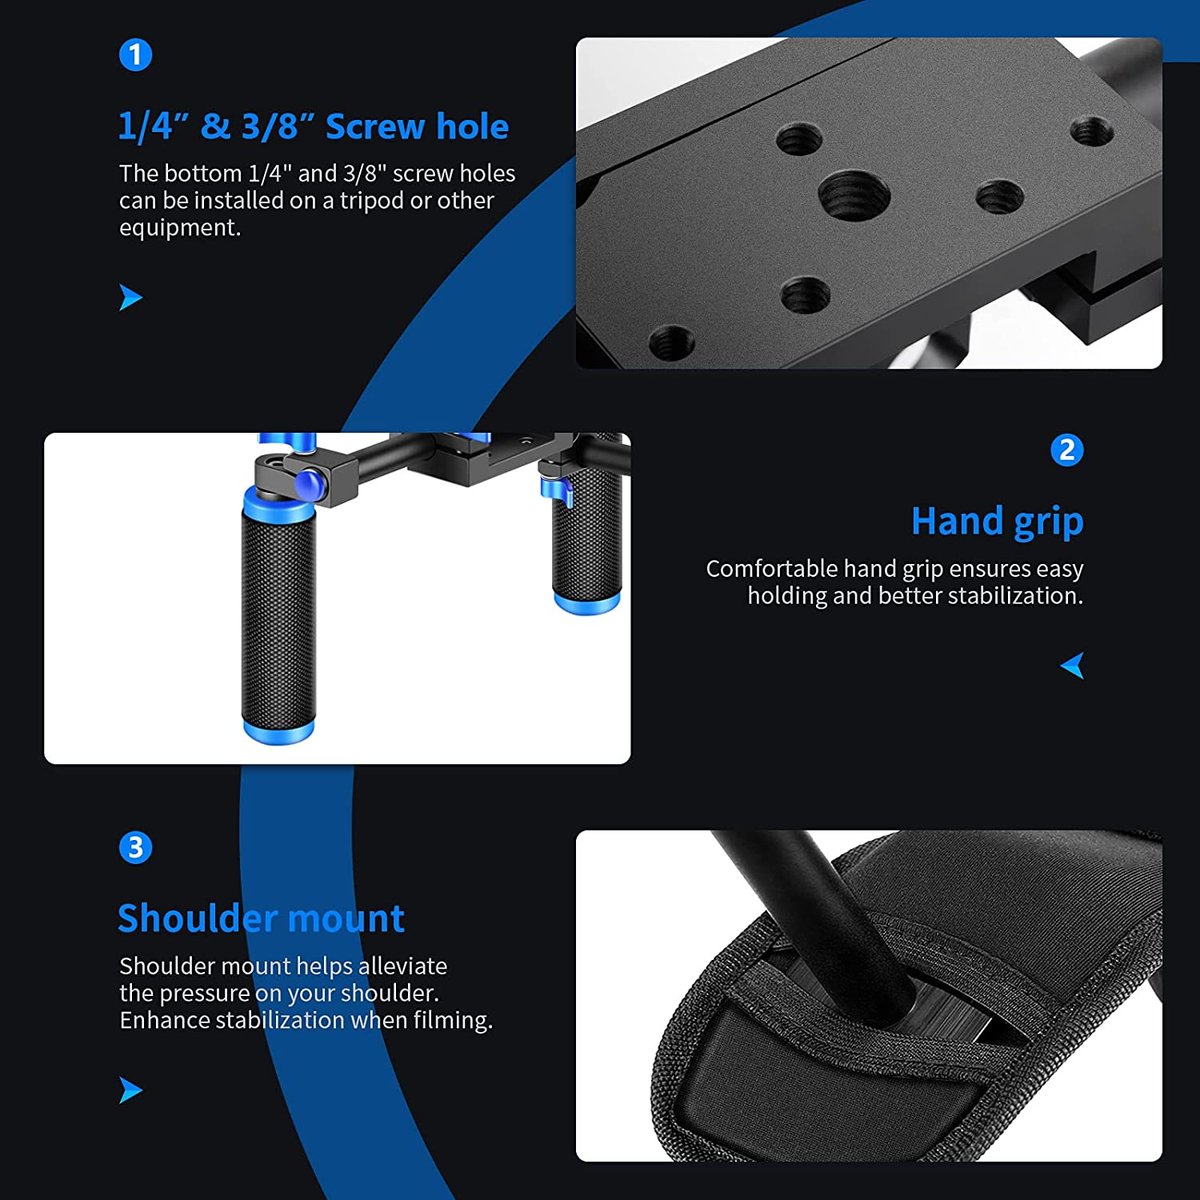 1
1/4″ & 3/8″ Screw hole
The bottom 1/4" and 3/8" screw holes
can be installed on a tripod or other
equipment.
2
Hand grip
Comfortable hand grip ensures easy
holding and better stabilization.
3
Shoulder mount
Shoulder mount helps alleviate
the pressure on your shoulder.
Enhance stabilization when filming.